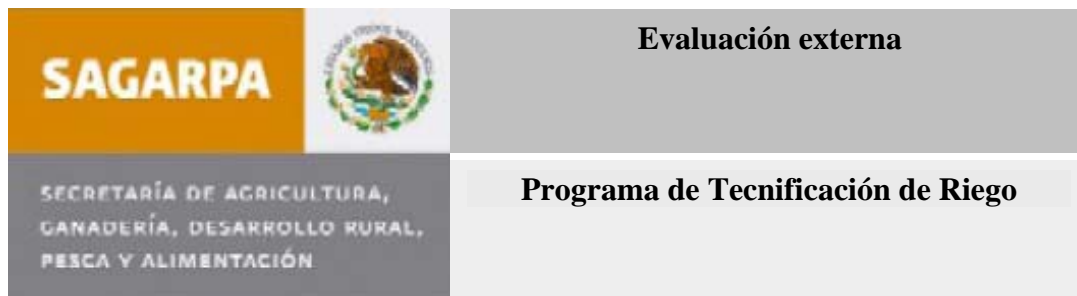 SAGARPA
SECRETARÍA DE AGRICULTURA,
GANADERÍA, DESARROLLO RURAL,
PESCA Y ALIMENTACIÓN
Evaluación externa
Programa de Tecnificación de Riego